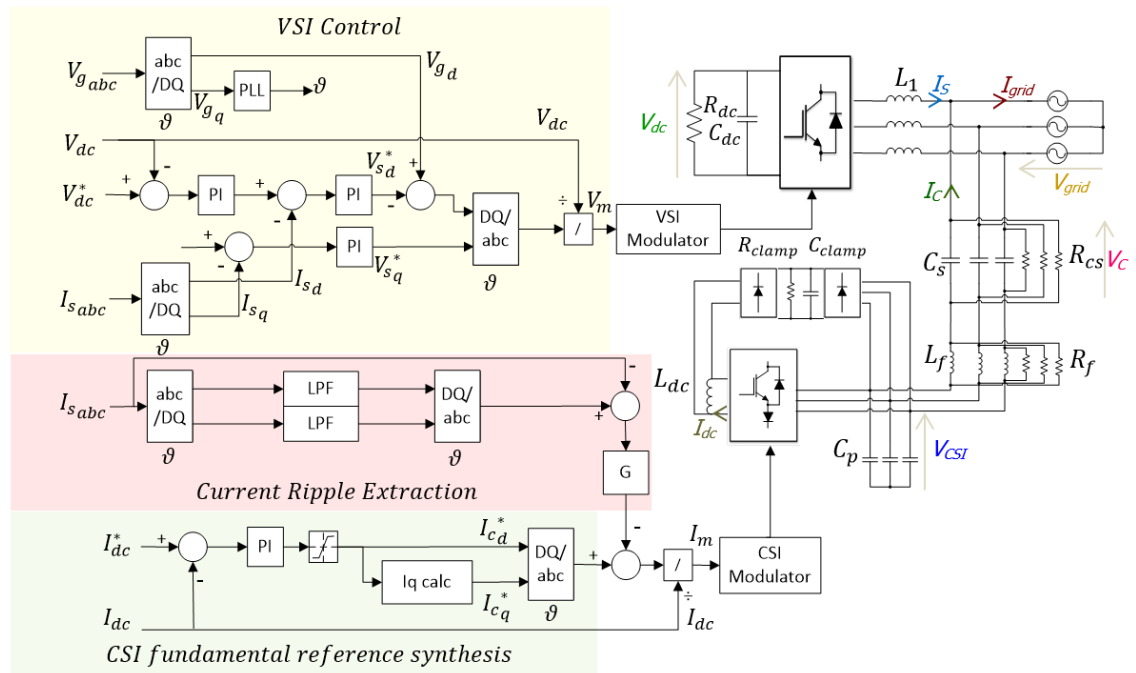 VSI Control
abc
/DQ
V_g_abc
V_g_d
V_g_q
PLL
ϑ
ϑ
V_dc
V_dc
-
V_dc^*
+
PI
+
-
PI
V_s_d^*
+
-
DQ/
abc
ϑ
÷
/
V_m
VSI
Modulator
+
-
PI
V_s_q^*
I_s_abc
abc
/DQ
ϑ
I_s_d
I_s_q
I_s_abc
abc
/DQ
ϑ
LPF
LPF
DQ/
abc
ϑ
-
+
G
Current Ripple Extraction
I_dc^*
+
-
PI
I_c_d^*
Iq calc
I_c_q^*
DQ/
abc
ϑ
+
-
/
÷
I_m
CSI
Modulator
I_dc
I_dc
CSI fundamental reference synthesis
V_dc
R_dc
C_dc
L_1
I_S
I_grid
V_grid
I_C
C_s
R_cs
V_C
R_clamp
C_clamp
L_f
R_f
L_dc
I_dc
C_p
V_CSI